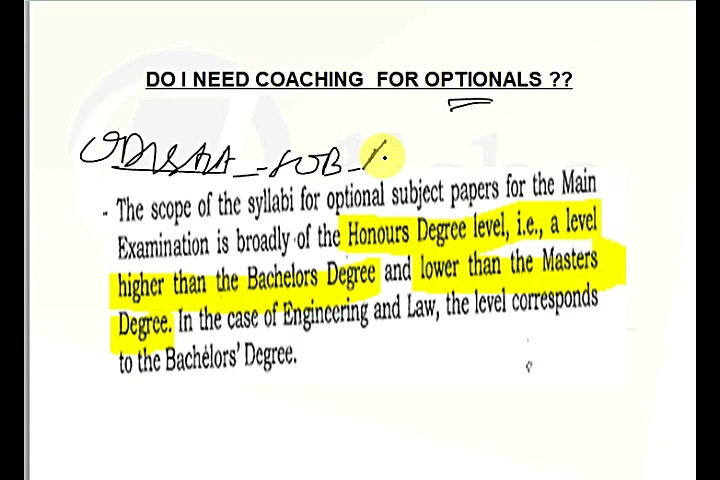 DO I NEED COACHING FOR OPTIONALS ??
ODISHA - 
- The scope of the syllabi for optional subject papers for the Main
Examination is broadly of the Honours Degree level, i.e., a level
higher than the Bachelors Degree and lower than the Masters
Degree. In the case of Engineering and Law, the level corresponds
to the Bachelors' Degree.